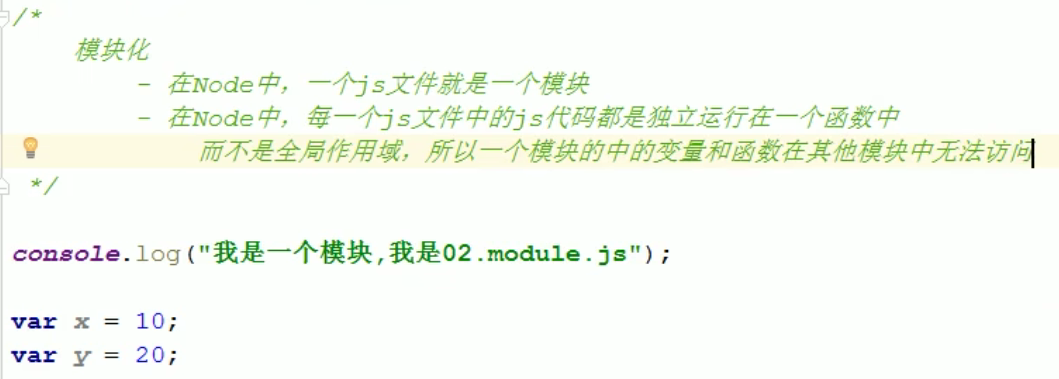 /*
模块化
- 在Node中，一个js文件就是一个模块
- 在Node中，每一个js文件中的js代码都是独立运行在一个函数中
而不是全局作用域，所以一个模块的中的变量和函数在其他模块中无法访问
*/
console.log("我是一个模块,我是02.module.js");
var x = 10;
var y = 20;